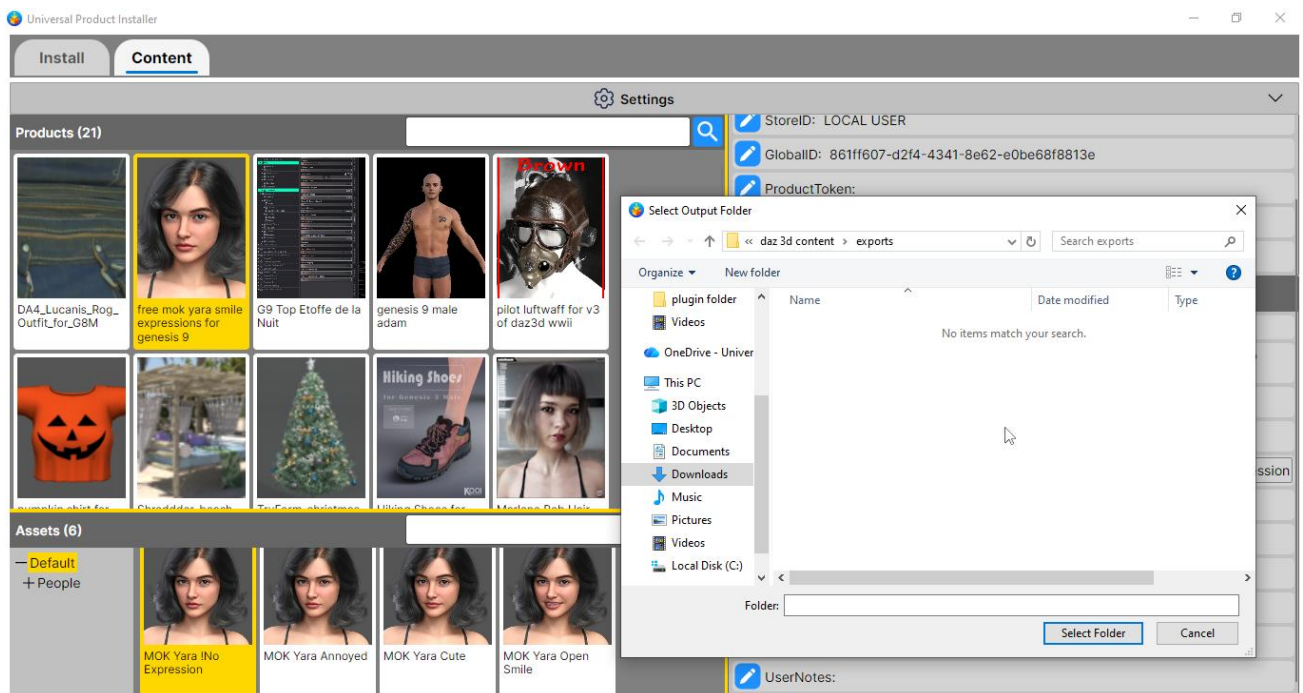 Universal Product Installer
Install
Content
Settings
Products (21)
StoreID: LOCAL USER
GlobalID: 861ff607-d2f4-4341-8e62-e0be68f8813e
ProductToken:
Brown
DA4_Lucanis_Rog_
Outfit_for_G8M
free mok yara smile
expressions for
genesis 9
G9 Top Etoffe de la
Nuit
genesis 9 male
adam
pilot luftwaff for v3
of daz3d wwii
Hiking Shoes
for Genesis 3 Male
Assets (6)
Default
People
MOK Yara !No
Expression
MOK Yara Annoyed
MOK Yara Cute
MOK Yara Open
Smile
Select Output Folder
« daz 3d content › exports
Search exports
Organize
New folder
plugin folder
Videos
OneDrive - Univer
This PC
3D Objects
Desktop
Documents
Downloads
Music
Pictures
Videos
Local Disk (C:)
Name
Date modified
Type
No items match your search.
Folder:
Select Folder
Cancel
ssion
UserNotes: